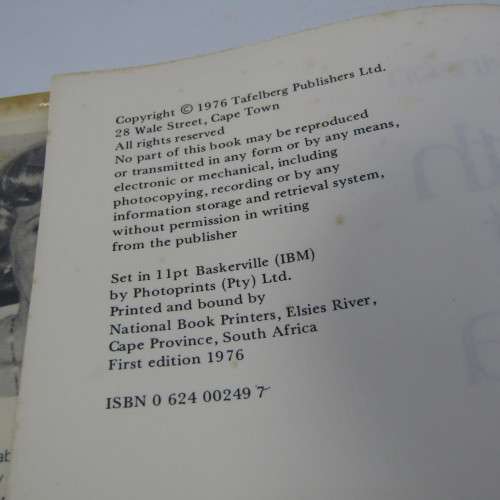 Copyright © 1976 Tafelberg Publishers Ltd.
28 Wale Street, Cape Town
All rights reserved
No part of this book may be reproduced
or transmitted in any form or by any means,
electronic or mechanical, including
photocopying, recording or by any
information storage and retrieval system,
without permission in writing
from the publisher
Set in 11pt Baskerville (IBM)
by Photoprints (Pty) Ltd.
Printed and bound by
National Book Printers, Elsies River,
Cape Province, South Africa
First edition 1976
ISBN 0 624 00249 7